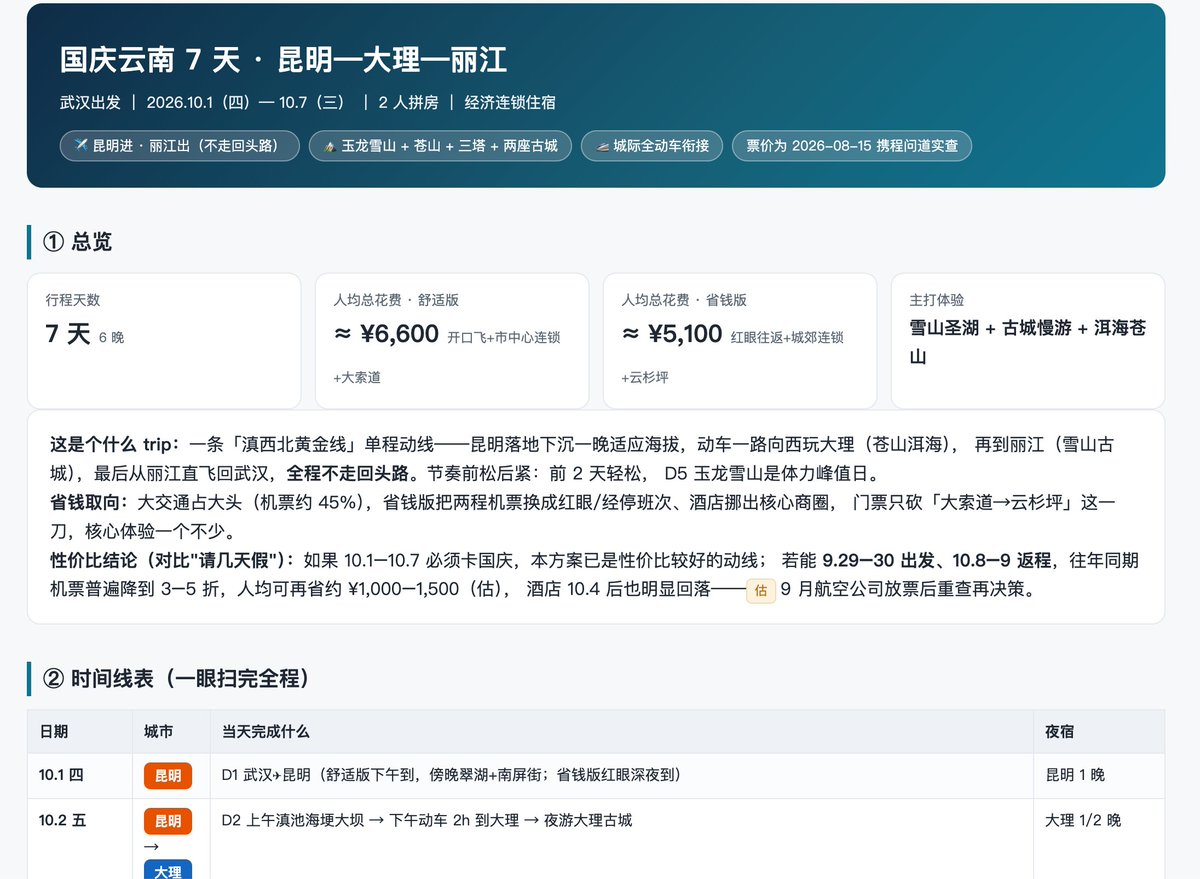 国庆云南 7 天 · 昆明—大理—丽江
武汉出发 | 2026.10.1（四）— 10.7（三） | 2 人拼房 | 经济连锁住宿
✈️ 昆明进 · 丽江出（不走回头路）
🏔️ 玉龙雪山 + 苍山 + 三塔 + 两座古城
🚄 城际全动车衔接
票价为 2026-08-15 携程问道实查
① 总览
行程天数
7 天 6 晚
人均总花费 · 舒适版
≈ ¥6,600 开口飞+市中心连锁
+大索道
人均总花费 · 省钱版
≈ ¥5,100 红眼往返+城郊连锁
+云杉坪
主打体验
雪山圣湖 + 古城慢游 + 洱海苍
山
这是个什么 trip：一条「滇西北黄金线」单程动线——昆明落地下沉一晚适应海拔，动车一路向西玩大理（苍山洱海）， 再到丽江（雪山古
城），最后从丽江直飞回武汉，全程不走回头路。节奏前松后紧：前 2 天轻松， D5 玉龙雪山是体力峰值日。
省钱取向：大交通占大头（机票约 45%），省钱版把两程机票换成红眼/经停班次、酒店挪出核心商圈， 门票只砍「大索道→云杉坪」这一
刀，核心体验一个不少。
性价比结论（对比"请几天假"）：如果 10.1—10.7 必须卡国庆，本方案已是性价比较好的动线； 若能 9.29—30 出发、10.8—9 返程，往年同期
机票普遍降到 3—5 折，人均可再省约 ¥1,000—1,500（估）， 酒店 10.4 后也明显回落——估 9 月航空公司放票后重查再决策。
② 时间线表（一眼扫完全程）
日期 城市 当天完成什么 夜宿
10.1 四 昆明 D1 武汉✈昆明（舒适版下午到，傍晚翠湖+南屏街；省钱版红眼深夜到） 昆明 1 晚
10.2 五 昆明 D2 上午滇池海埂大坝 → 下午动车 2h 到大理 → 夜游大理古城 大理 1/2 晚
→
大理